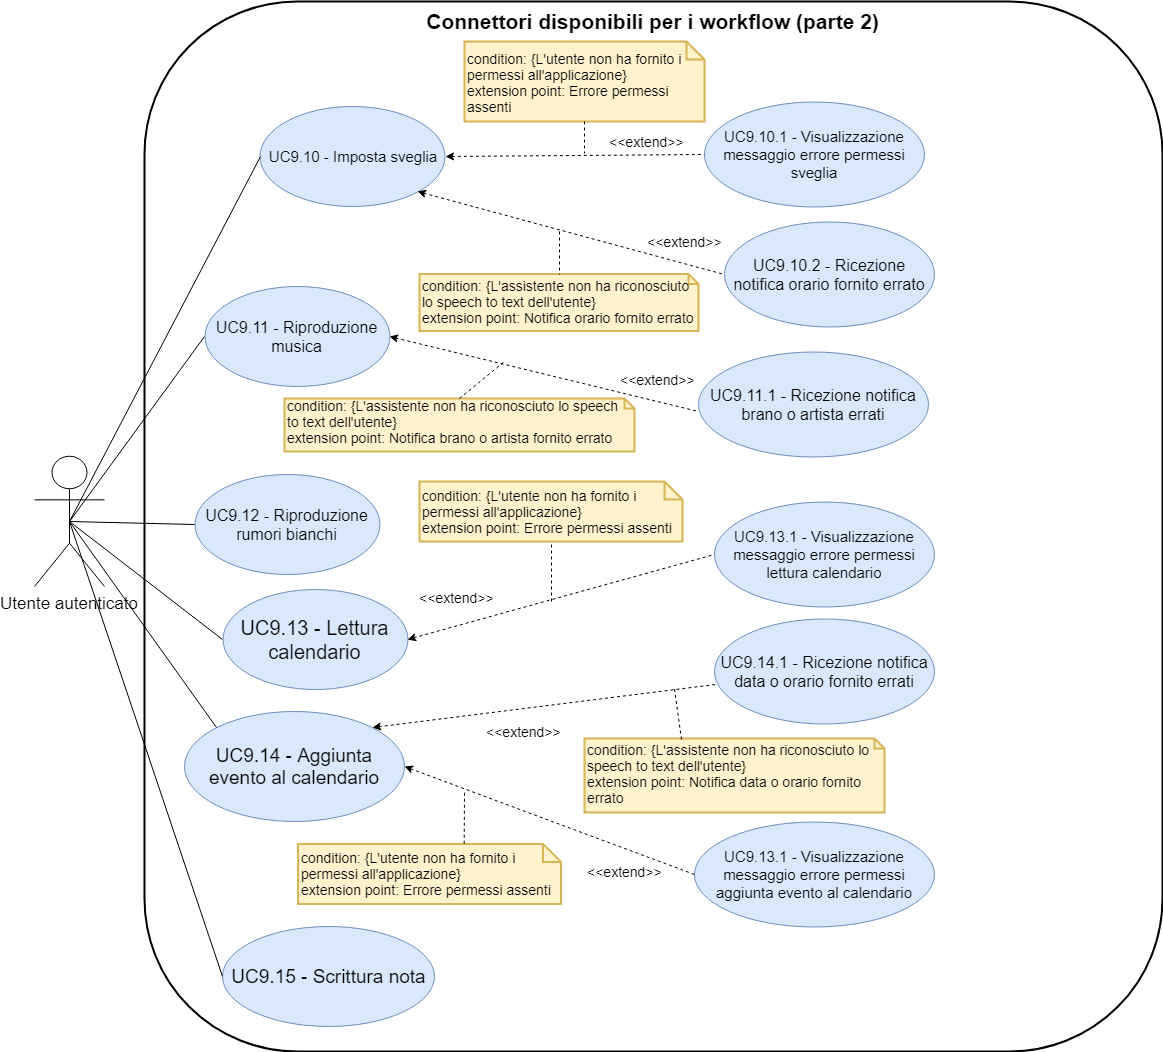 Connettori disponibili per i workflow (parte 2)
condition: {L'utente non ha fornito i
permessi all'applicazione}
extension point: Errore permessi
assenti
<<extend>>
UC9.10 - Imposta sveglia
UC9.10.1 - Visualizzazione
messaggio errore permessi
sveglia
<<extend>>
UC9.10.2 - Ricezione
notifica orario fornito errato
condition: {L'assistente non ha riconosciuto
lo speech to text dell'utente}
extension point: Notifica orario fornito errato
UC9.11 - Riproduzione
musica
<<extend>>
UC9.11.1 - Ricezione notifica
brano o artista errati
condition: {L'assistente non ha riconosciuto lo speech
to text dell'utente}
extension point: Notifica brano o artista fornito errato
condition: {L'utente non ha fornito i
permessi all'applicazione}
extension point: Errore permessi assenti
UC9.12 - Riproduzione
rumori bianchi
UC9.13.1 - Visualizzazione
messaggio errore permessi
lettura calendario
<<extend>>
Utente autenticato
UC9.13 - Lettura
calendario
UC9.14.1 - Ricezione notifica
data o orario fornito errati
<<extend>>
UC9.14 - Aggiunta
evento al calendario
condition: {L'assistente non ha riconosciuto lo
speech to text dell'utente}
extension point: Notifica data o orario fornito
errato
condition: {L'utente non ha fornito i
permessi all'applicazione}
extension point: Errore permessi assenti
<<extend>>
UC9.13.1 - Visualizzazione
messaggio errore permessi
aggiunta evento al calendario
UC9.15 - Scrittura nota